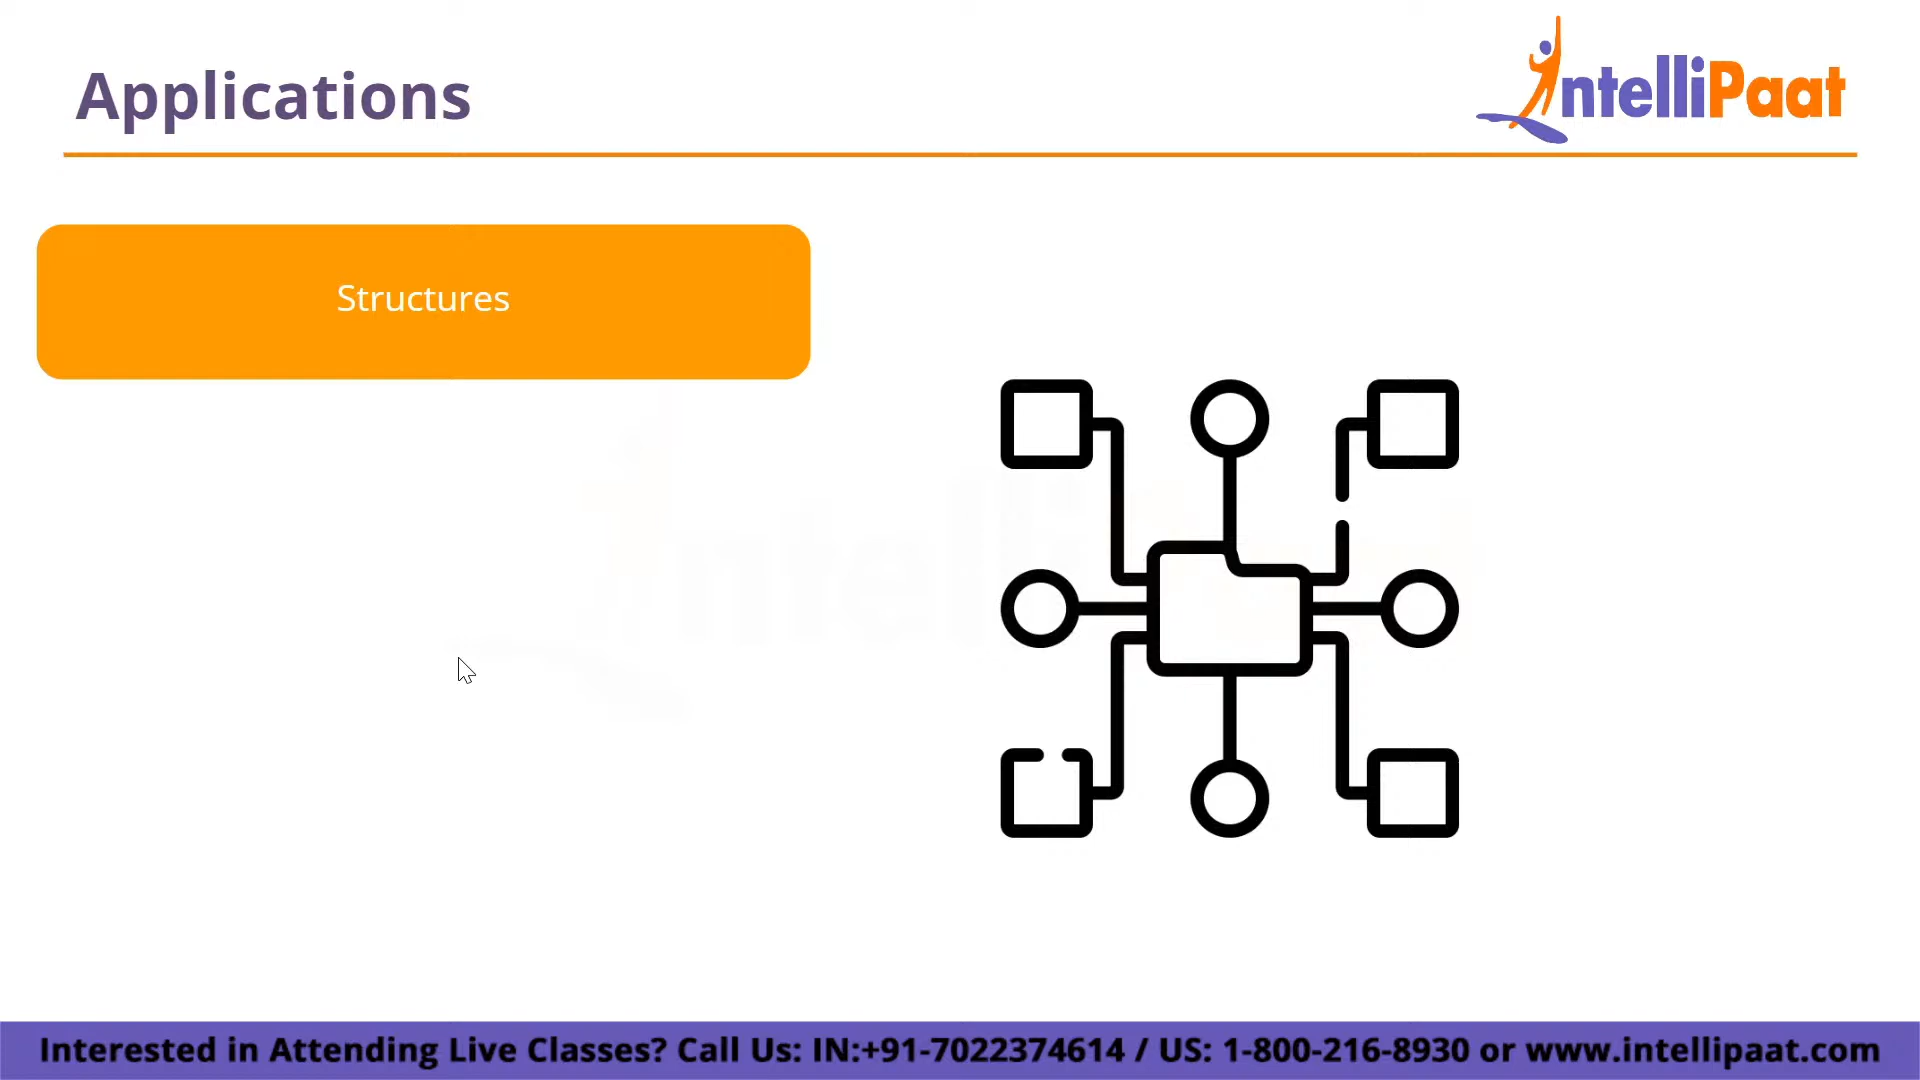 Applications
IntelliPaat
Structures
IntelliPaat
Interested in Attending Live Classes? Call Us: IN:+91-7022374614 / US: 1-800-216-8930 or www.intellipaat.com